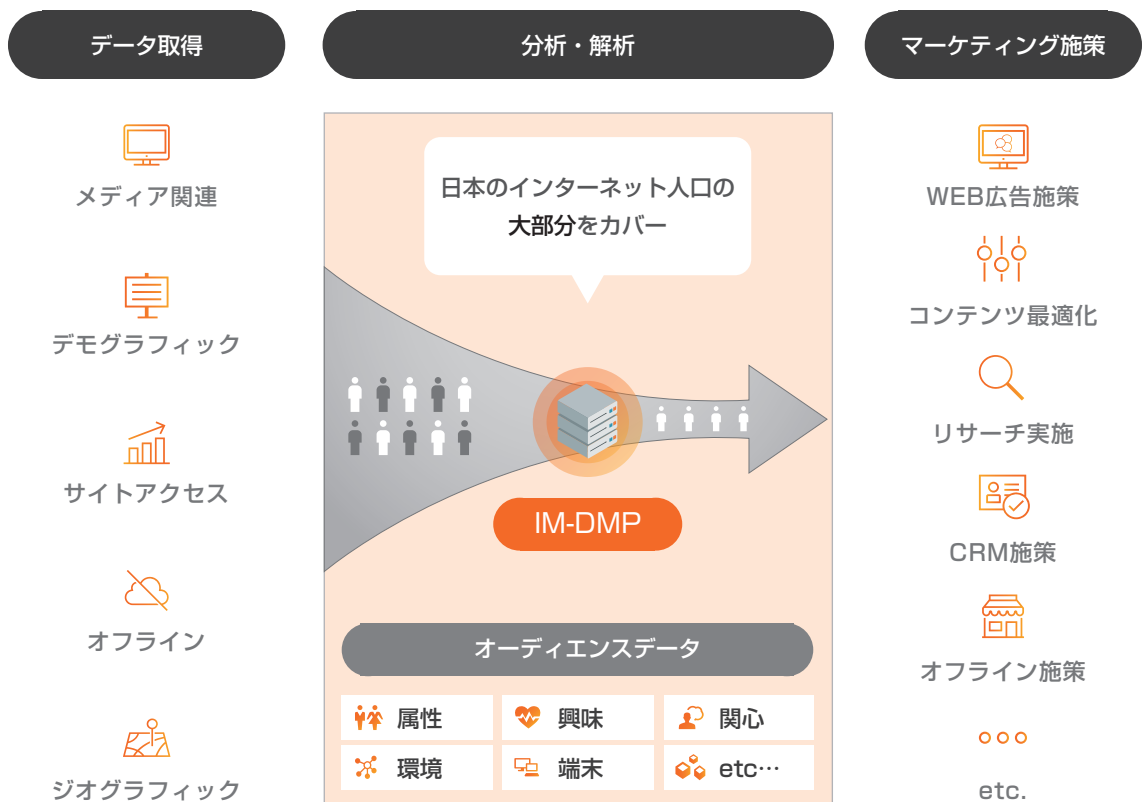 データ取得
分析・解析
マーケティング施策
メディア関連
デモグラフィック
サイトアクセス
オフライン
ジオグラフィック
日本のインターネット人口の
大部分をカバー
IM-DMP
オーディエンスデータ
属性
興味
関心
環境
端末
etc…
WEB広告施策
コンテンツ最適化
リサーチ実施
CRM施策
オフライン施策
etc.